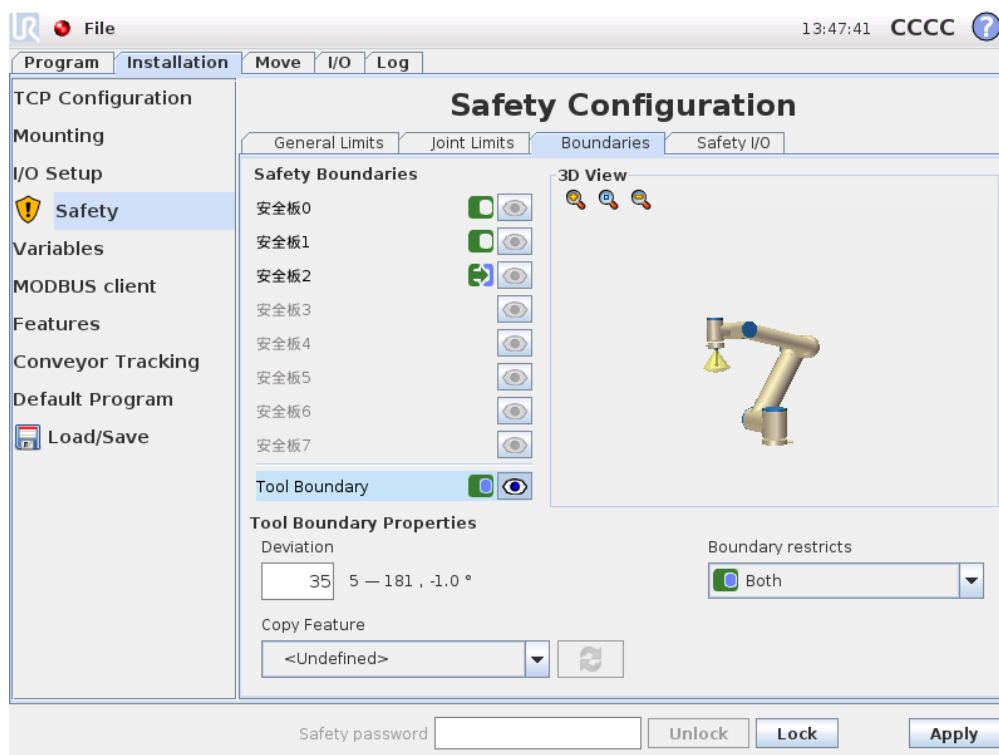 UR File 13:47:41 CCCC ?
Program Installation Move I/O Log
TCP Configuration
Mounting
I/O Setup
Safety
Variables
MODBUS client
Features
Conveyor Tracking
Default Program
Load/Save
Safety Configuration
General Limits Joint Limits Boundaries Safety I/O
Safety Boundaries
安全板0
安全板1
安全板2
安全板3
安全板4
安全板5
安全板6
安全板7
Tool Boundary
3D View
Tool Boundary Properties
Deviation
35 5 — 181 , -1.0 °
Boundary restricts
Both
Copy Feature
<Undefined>
Safety password Unlock Lock Apply